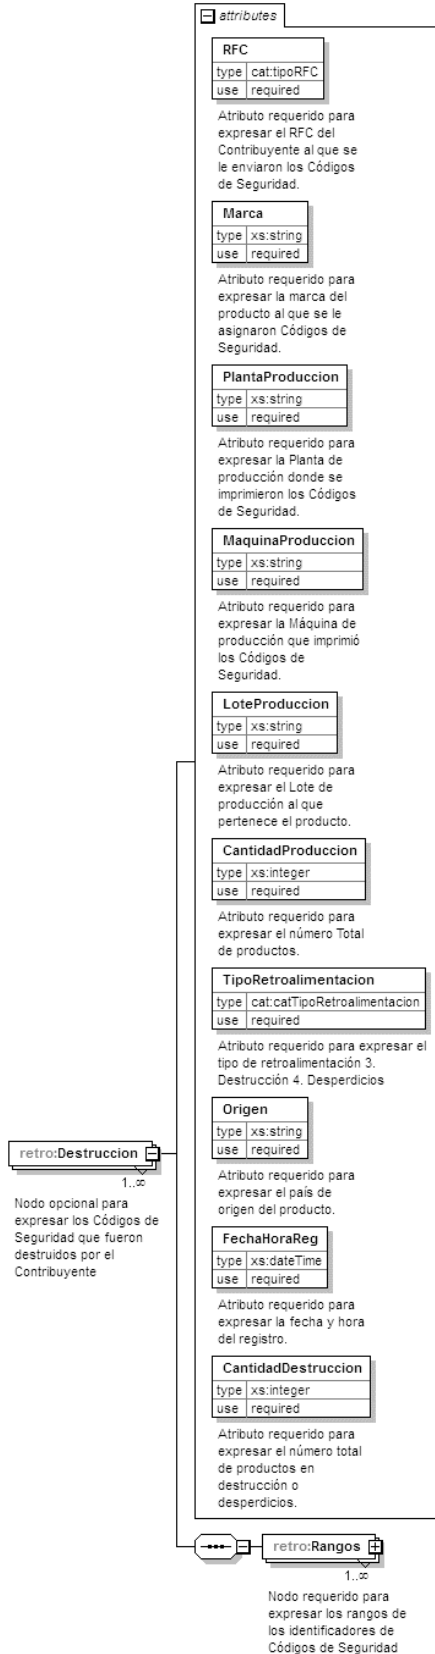 attributes
RFC
type cat:tipoRFC
use required
Atributo requerido para
expresar el RFC del
Contribuyente al que se
le enviaron los Códigos
de Seguridad.
Marca
type xs:string
use required
Atributo requerido para
expresar la marca del
producto al que se le
asignaron Códigos de
Seguridad.
PlantaProduccion
type xs:string
use required
Atributo requerido para
expresar la Planta de
producción donde se
imprimieron los Códigos
de Seguridad.
MaquinaProduccion
type xs:string
use required
Atributo requerido para
expresar la Máquina de
producción que imprimió
los Códigos de
Seguridad.
LoteProduccion
type xs:string
use required
Atributo requerido para
expresar el Lote de
producción al que
pertenece el producto.
CantidadProduccion
type xs:integer
use required
Atributo requerido para
expresar el número Total
de productos.
TipoRetroalimentacion
type cat:catTipoRetroalimentacion
use required
Atributo requerido para expresar el
tipo de retroalimentación 3.
Destrucción 4. Desperdicios
Origen
type xs:string
use required
Atributo requerido para
expresar el país de
origen del producto.
FechaHoraReg
type xs:dateTime
use required
Atributo requerido para
expresar la fecha y hora
del registro.
CantidadDestruccion
type xs:integer
use required
Atributo requerido para
expresar el número total
de productos en
destrucción o
desperdicios.
retro:Destruccion
1..∞
Nodo opcional para
expresar los Códigos de
Seguridad que fueron
destruidos por el
Contribuyente
retro:Rangos
1..∞
Nodo requerido para
expresar los rangos de
los identificadores de
Códigos de Seguridad